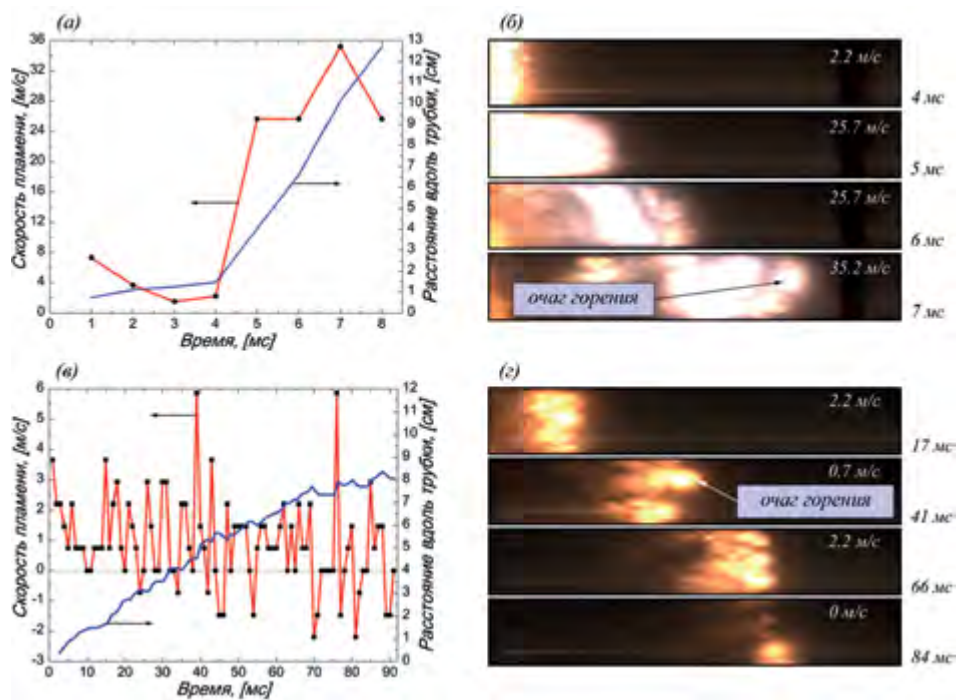 (а)
Скорость пламени, [м/с]
36
32
28
24
20
16
12
8
4
0
0 1 2 3 4 5 6 7 8
Время, [мс]
13
12
11
10
9
8
7
6
5
4
3
2
1
0
Расстояние вдоль трубки, [см]
(б)
2.2 м/с
4 мс
25.7 м/с
5 мс
25.7 м/с
6 мс
35.2 м/с
очаг горения
7 мс
(в)
Скорость пламени, [м/с]
6
5
4
3
2
1
0
-1
-2
-3
0 10 20 30 40 50 60 70 80 90
Время, [мс]
12
11
10
9
8
7
6
5
4
3
2
1
0
Расстояние вдоль трубки, [см]
(г)
2.2 м/с
17 мс
0.7 м/с
очаг горения
41 мс
2.2 м/с
66 мс
0 м/с
84 мс